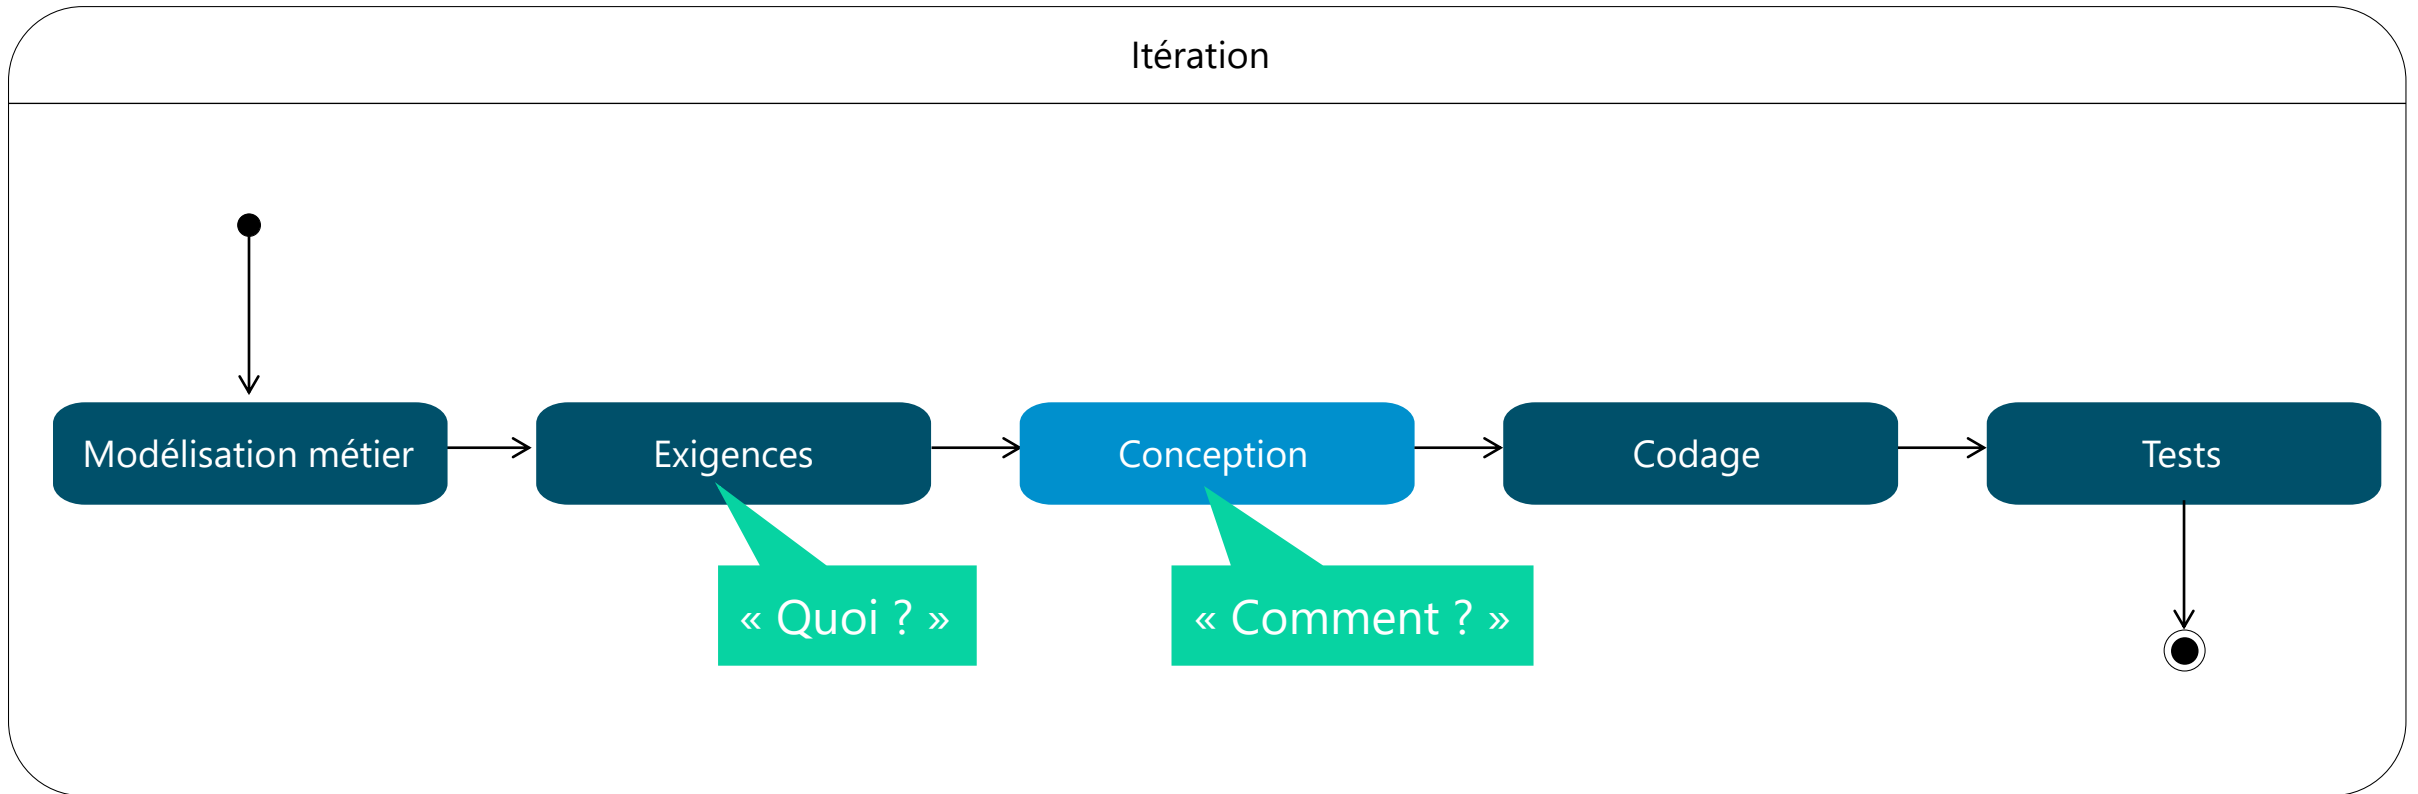 Itération
Modélisation métier
Exigences
Conception
Codage
Tests
« Quoi ? »
« Comment ? »